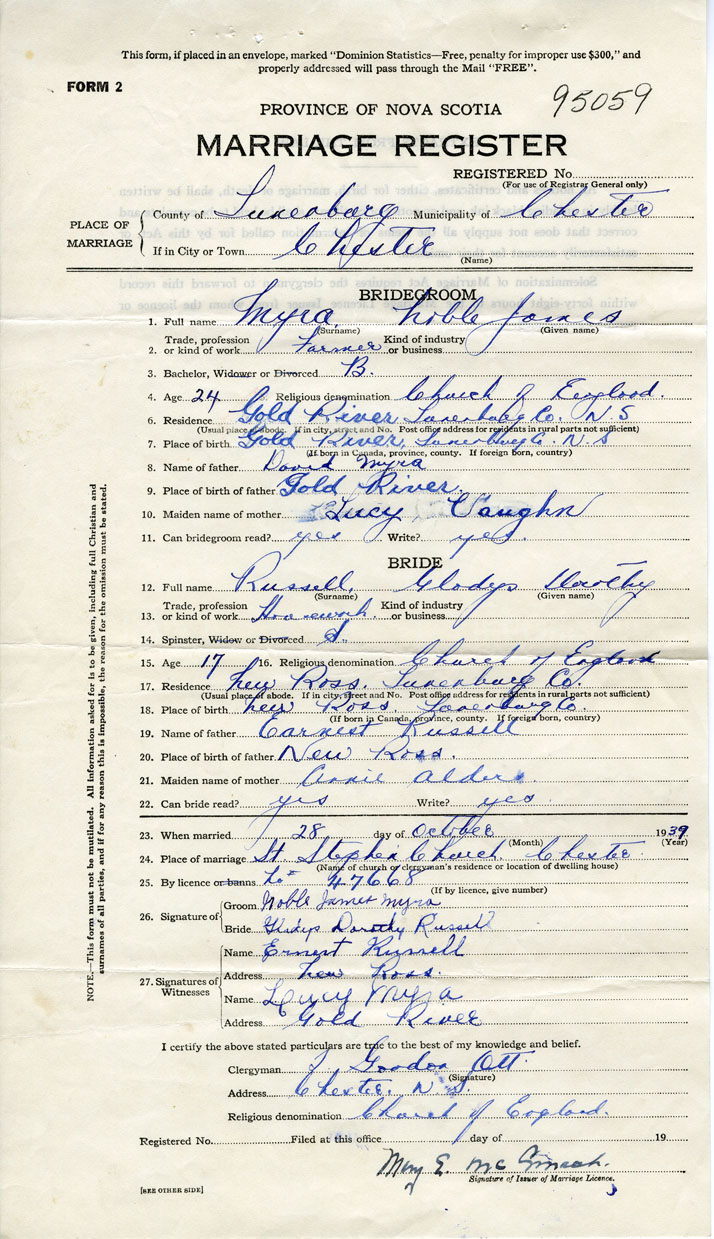 This form, if placed in an envelope, marked "Dominion Statistics—Free, penalty for improper use $300," and
properly addressed will pass through the Mail "FREE".
FORM 2
95059
PROVINCE OF NOVA SCOTIA
MARRIAGE REGISTER
REGISTERED No.
(For use of Registrar General only)
PLACE OF MARRIAGE
County of Lunenburg Municipality of Chester
If in City or Town Chester
(Name)
BRIDEGROOM
1. Full name Myra, Noble James
(Surname) (Given name)
Trade, profession Kind of industry
2. or kind of work Farmer or business
3. Bachelor, Widower or Divorced B.
4. Age 24 Religious denomination Church of England.
6. Residence Gold River Lunenburg Co. N.S
(Usual place of abode. If in city, street and No. Post office address for residents in rural parts not sufficient)
7. Place of birth Gold River, Lunenburg Co. N S
(If born in Canada, province, county. If foreign born, country)
8. Name of father David Myra
9. Place of birth of father Gold River.
10. Maiden name of mother Lucy Vaughn
11. Can bridegroom read? yes Write? yes.
BRIDE
12. Full name Russell, Gladys Dorothy
(Surname) (Given name)
Trade, profession Kind of industry
13. or kind of work Housework. or business
14. Spinster, Widow or Divorced S.
15. Age 17 16. Religious denomination Church of England
17. Residence New Ross. Lunenburg Co.
(Usual place of abode. If in city, street and No. Post office address for residents in rural parts not sufficient)
18. Place of birth New Ross. Lunenburg Co.
(If born in Canada, province, county. If foreign born, country)
19. Name of father Earnest Russell
20. Place of birth of father New Ross.
21. Maiden name of mother Annie Alders
22. Can bride read? yes Write? yes
23. When married 28 day of October 1939
(Month) (Year)
24. Place of marriage St. Stephen Church. Chester.
(Name of church or clergyman's residence or location of dwelling house)
25. By licence or banns No 47668
(If by licence, give number)
26. Signature of
Groom Noble James Myra
Bride Gladys Dorothy Russell
27. Signatures of Witnesses
Name Ernest Russell
Address New Ross.
Name Lucy Myra
Address Gold River
I certify the above stated particulars are true to the best of my knowledge and belief.
Clergyman Gordon Ott.
(Signature)
Address Chester. N.S.
Religious denomination Church of England.
Registered No. Filed at this office day of 19
Mary E. Mc
Signature of Issuer of Marriage Licence.
[SEE OTHER SIDE]
NOTE.—This form must not be mutilated. All information asked for is to be given, including full Christian and
surnames of all parties, and if for any reason this is impossible, the reason for the omission must be stated.